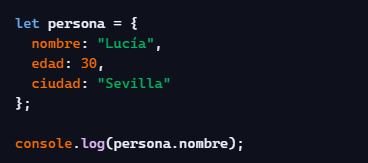 let persona = {
  nombre: "Lucía",
  edad: 30,
  ciudad: "Sevilla"
};

console.log(persona.nombre);